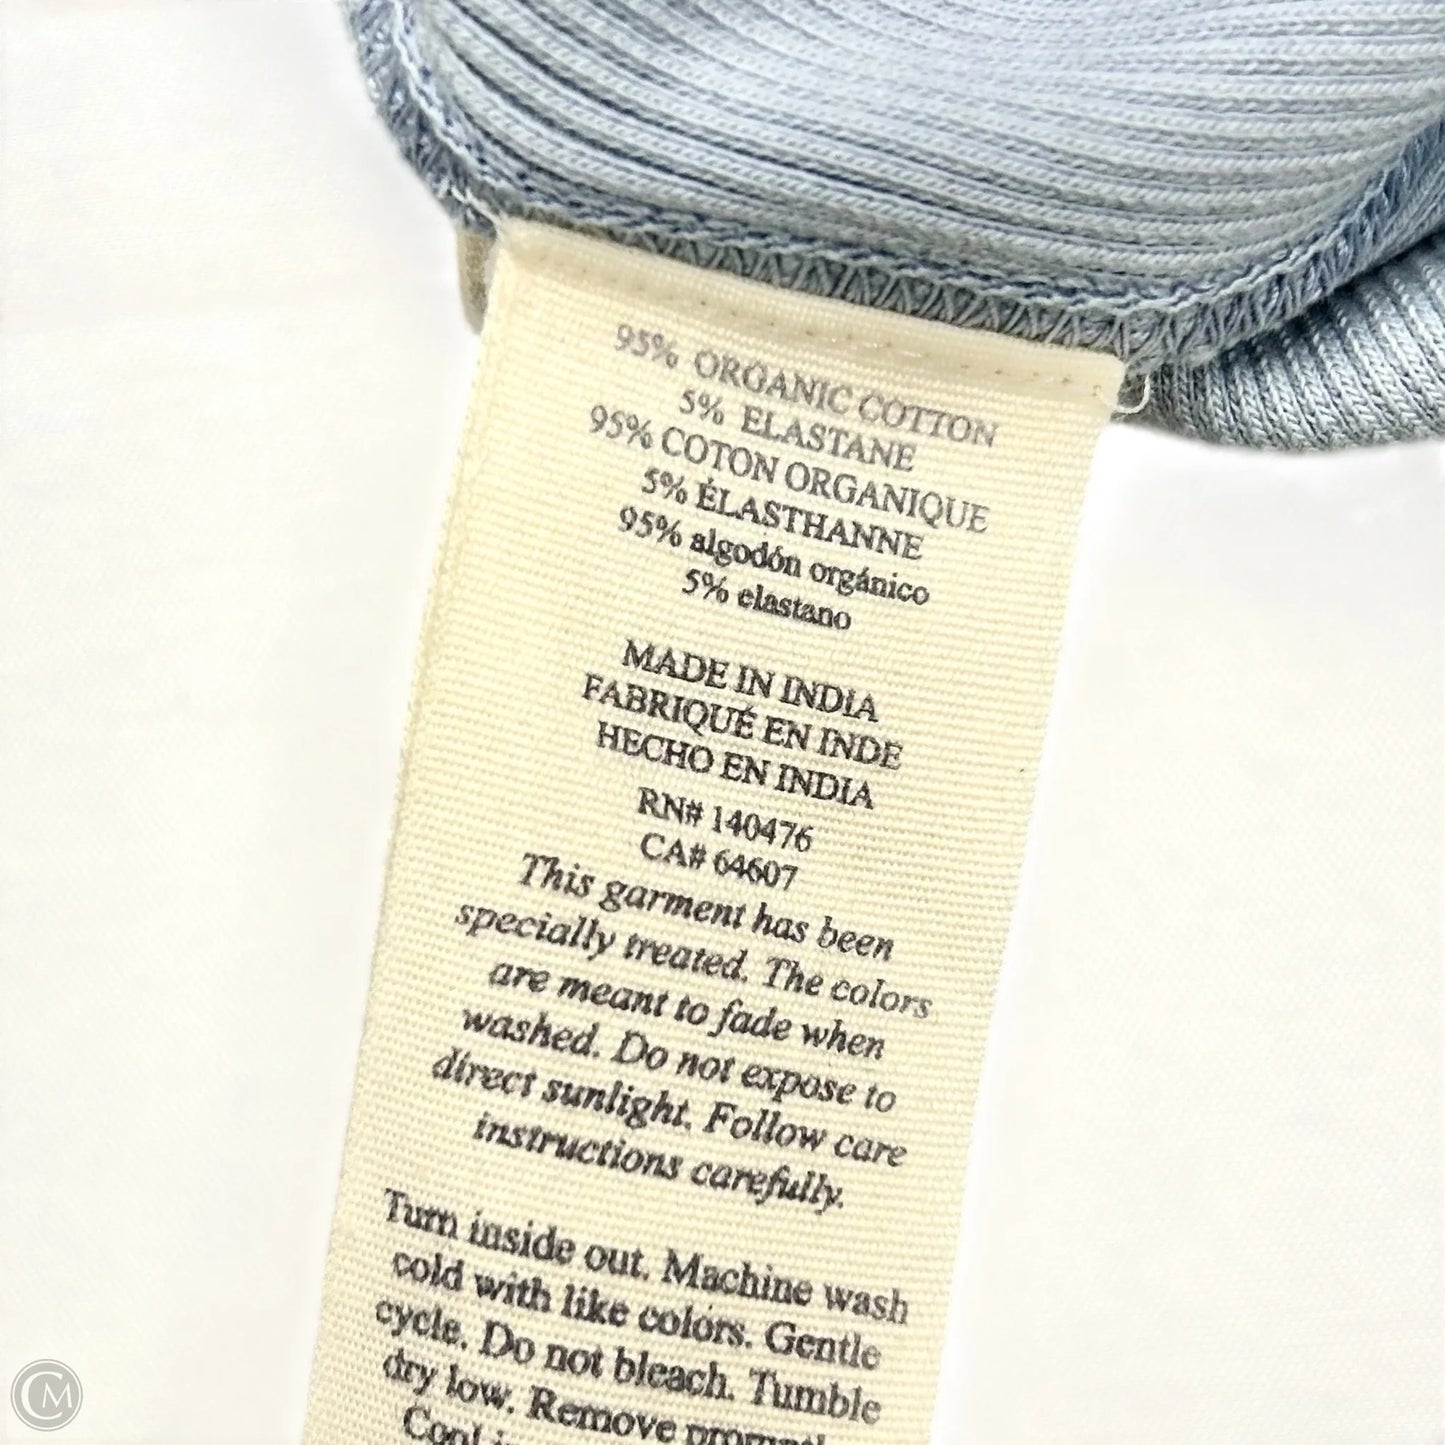 95% ORGANIC COTTON
5% ELASTANE
95% COTON ORGANIQUE
5% ÉLASTHANNE
95% algodón orgánico
5% elastano
MADE IN INDIA
FABRIQUÉ EN INDE
HECHO EN INDIA
RN# 140476
CA# 64607
This garment has been
specially treated. The colors
are meant to fade when
washed. Do not expose to
direct sunlight. Follow care
instructions carefully.
Turn inside out. Machine wash
cold with like colors. Gentle
cycle. Do not bleach. Tumble
dry low. Remove
Cool
CM